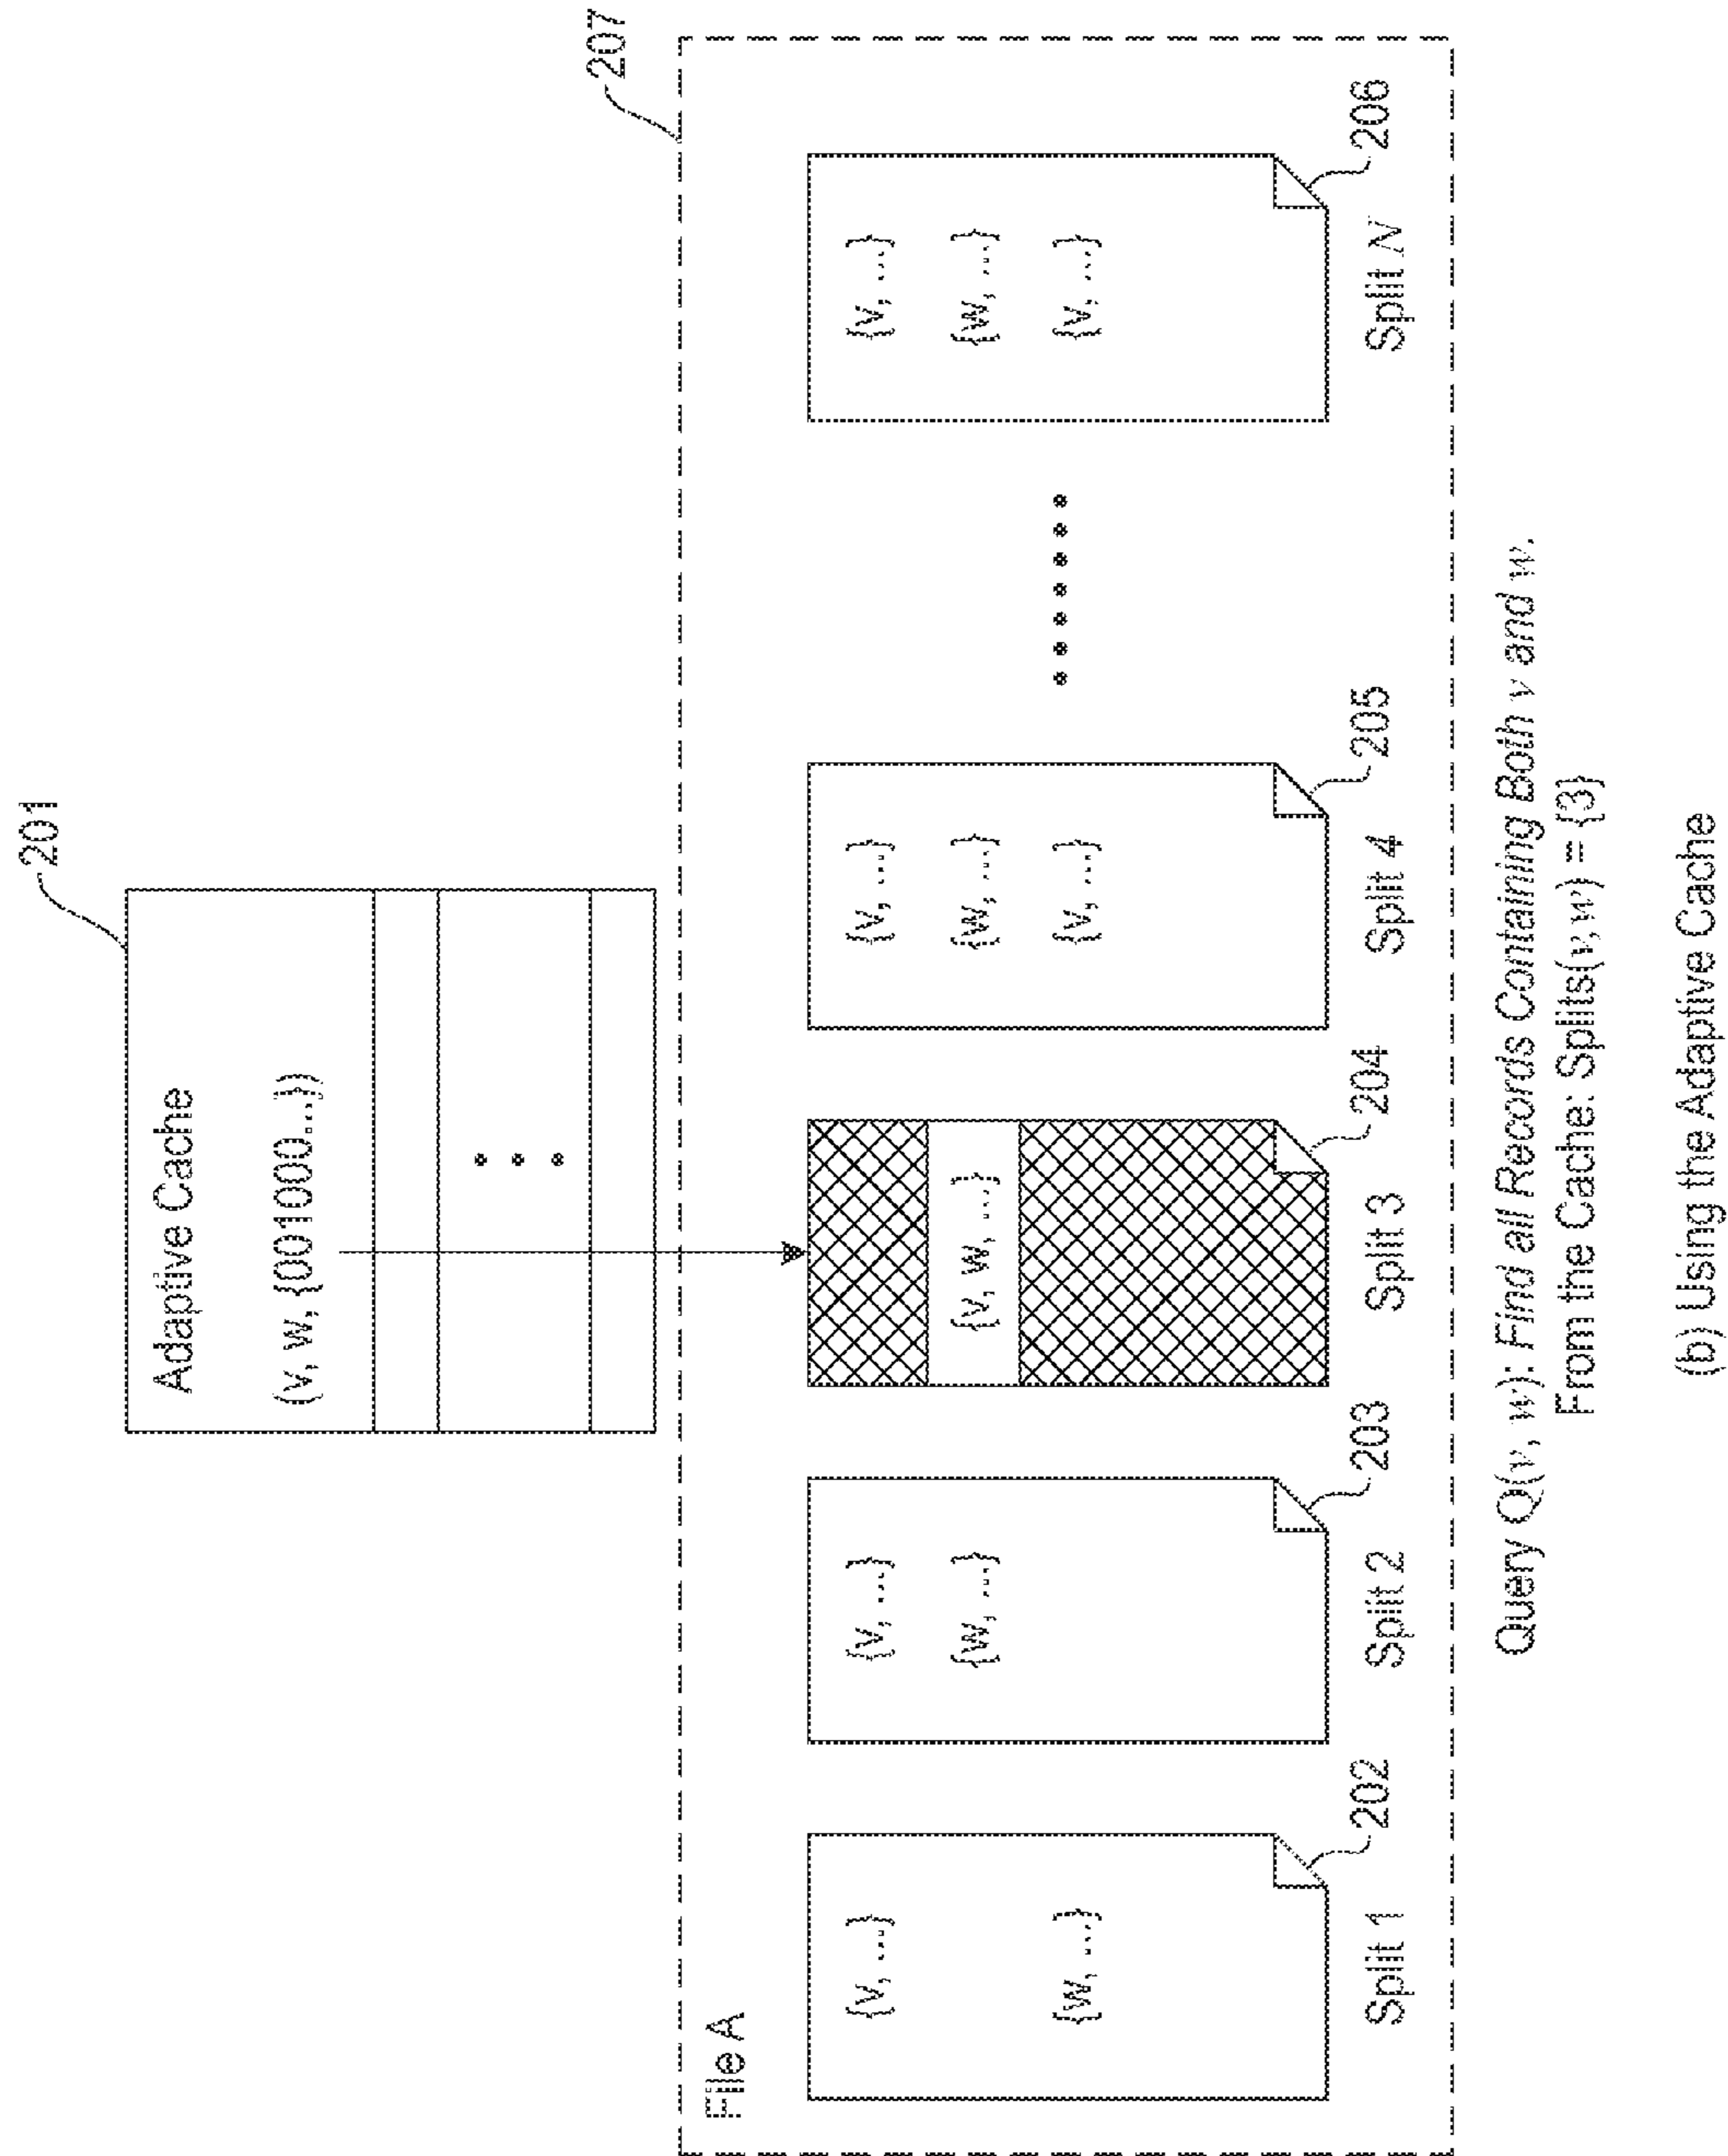 201
Adaptive Cache
(v, w, {001000...})
207
File A
{v, ...}
{w, ...}
202
Split 1
{v, ...}
{w, ...}
203
Split 2
{v, w, ...}
204
Split 3
{v, ...}
{w, ...}
{v, ...}
205
Split 4
{v, ...}
{w, ...}
{v, ...}
206
Split N
Query Q(v, w): Find all Records Containing Both v and w.
From the Cache: Splits(v,w) = {3}
(b) Using the Adaptive Cache